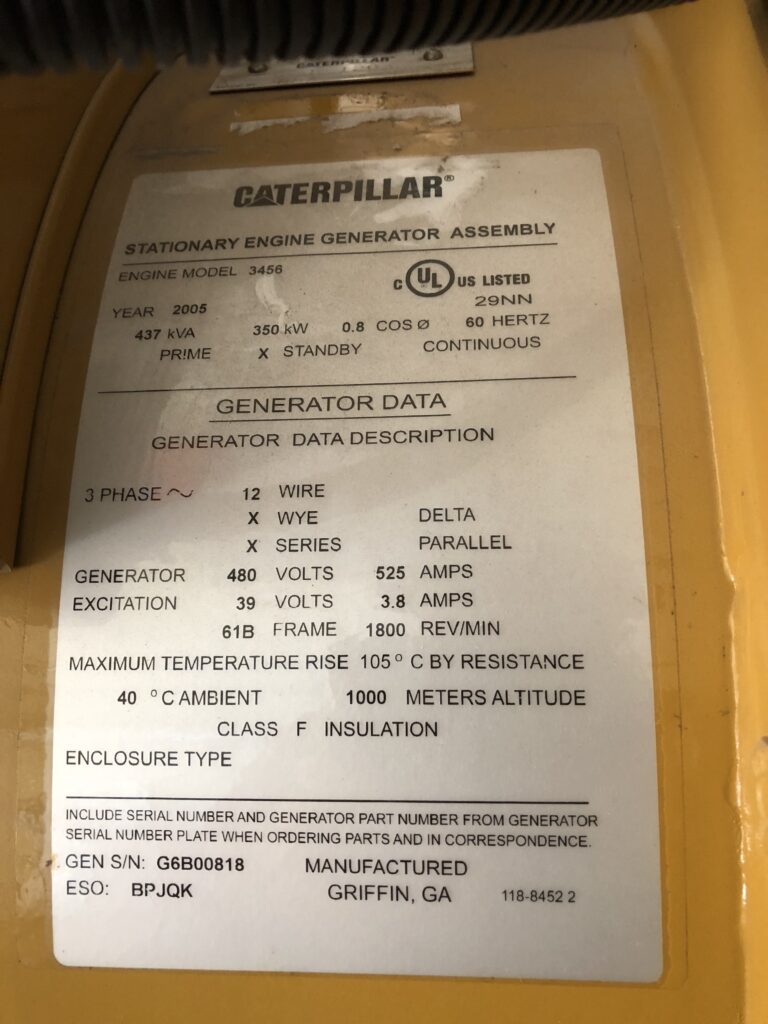 CATERPILLAR
CATERPILLAR®
STATIONARY ENGINE GENERATOR ASSEMBLY
ENGINE MODEL 3456
C UL US LISTED
29NN
YEAR 2005
437 kVA 350 kW 0.8 COS Ø 60 HERTZ
PR!ME X STANDBY CONTINUOUS
GENERATOR DATA
GENERATOR DATA DESCRIPTION
3 PHASE ~ 12 WIRE
X WYE DELTA
X SERIES PARALLEL
GENERATOR 480 VOLTS 525 AMPS
EXCITATION 39 VOLTS 3.8 AMPS
61B FRAME 1800 REV/MIN
MAXIMUM TEMPERATURE RISE 105° C BY RESISTANCE
40 °C AMBIENT 1000 METERS ALTITUDE
CLASS F INSULATION
ENCLOSURE TYPE
INCLUDE SERIAL NUMBER AND GENERATOR PART NUMBER FROM GENERATOR
SERIAL NUMBER PLATE WHEN ORDERING PARTS AND IN CORRESPONDENCE.
GEN S/N: G6B00818 MANUFACTURED
ESO: BPJQK GRIFFIN, GA 118-8452 2